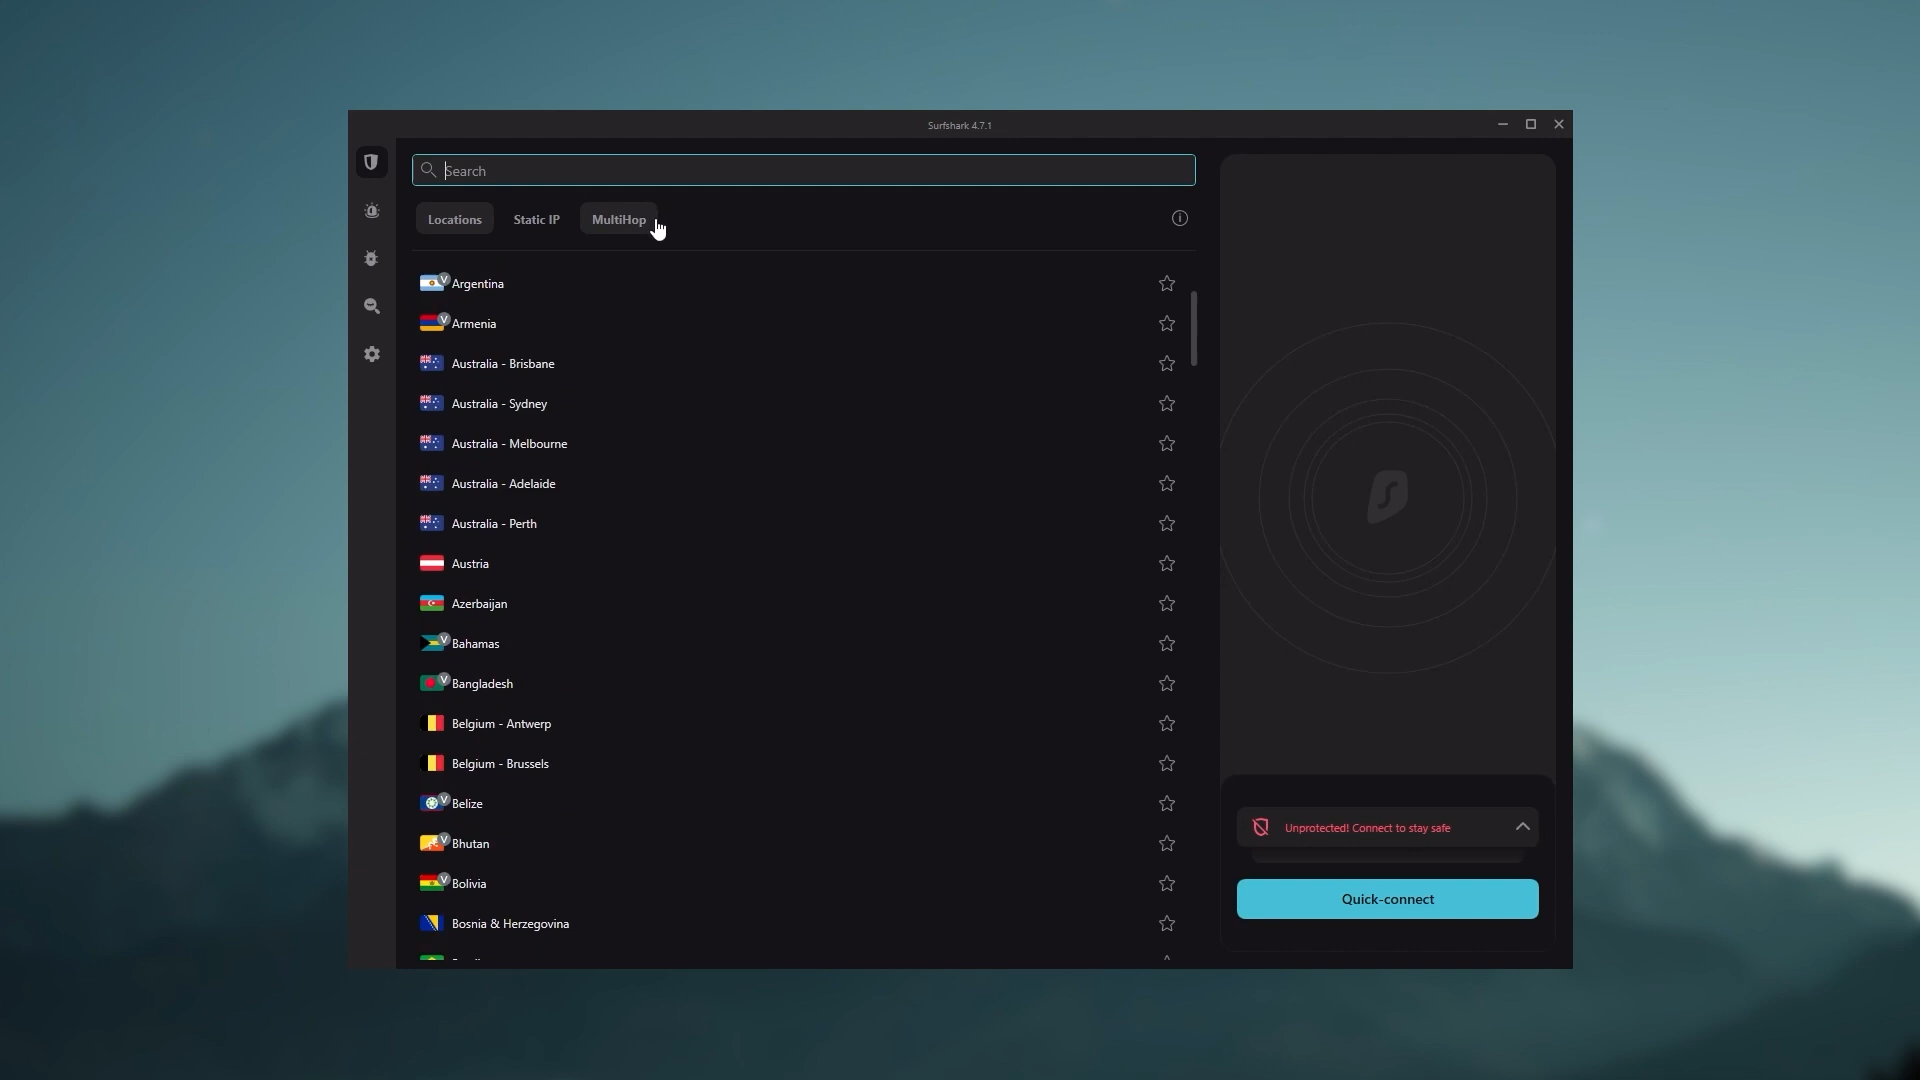 Surfshark 4.7.1
Search
Locations Static IP MultiHop
V Argentina
V Armenia
Australia - Brisbane
Australia - Sydney
Australia - Melbourne
Australia - Adelaide
Australia - Perth
Austria
Azerbaijan
V Bahamas
V Bangladesh
Belgium - Antwerp
Belgium - Brussels
V Belize
V Bhutan
V Bolivia
Bosnia & Herzegovina
Unprotected! Connect to stay safe
Quick-connect